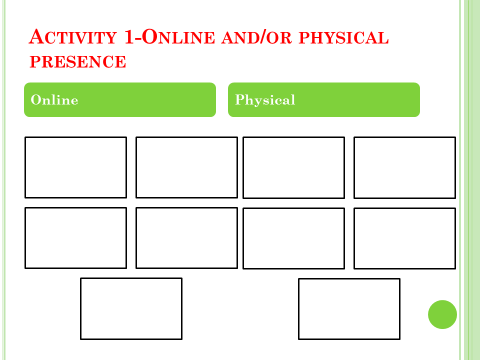 Activity 1-Online and/or physical
presence
Online
Physical